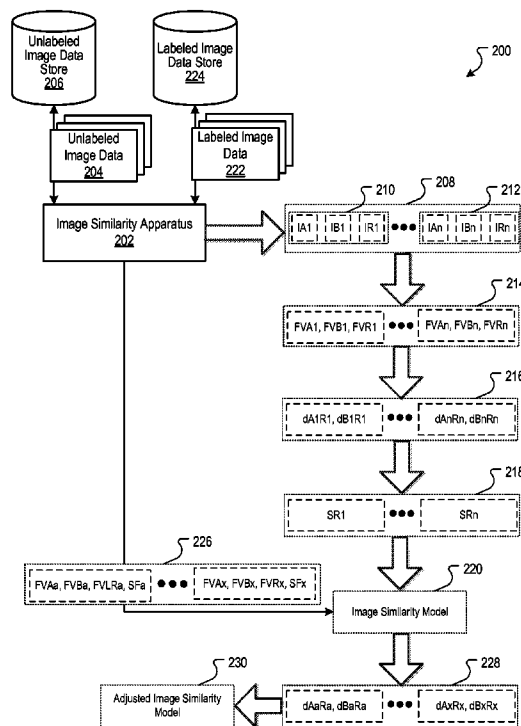 Unlabeled
Image Data
Store
206
Labeled Image
Data Store
224
200
Unlabeled
Image Data
204
Labeled Image
Data
222
210
208
212
Image Similarity Apparatus
202
IA1
IB1
IR1
IAn
IBn
IRn
214
FVA1, FVB1, FVR1
FVAn, FVBn, FVRn
216
dA1R1, dB1R1
dAnRn, dBnRn
218
SR1
SRn
226
FVAa, FVBa, FVLRa, SFa
FVAx, FVBx, FVRx, SFx
220
Image Similarity Model
230
228
Adjusted Image Similarity
Model
dAaRa, dBaRa
dAxRx, dBxRx